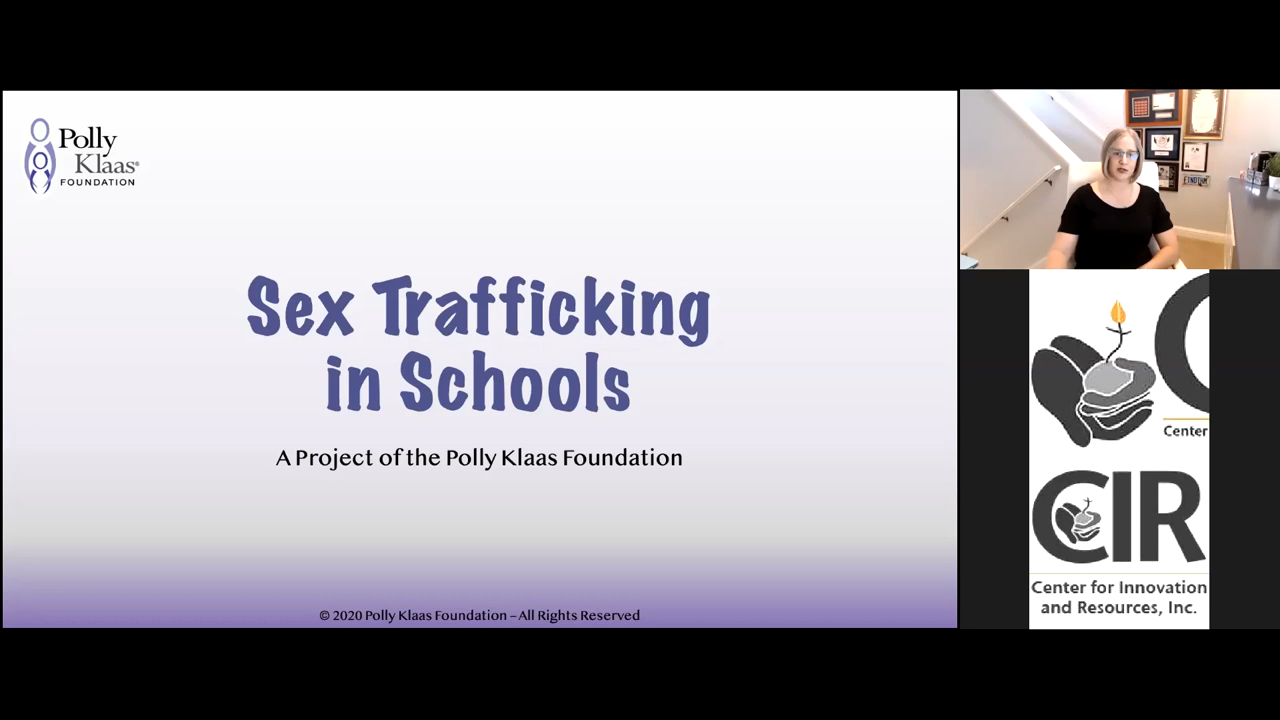 Polly
Klaas®
FOUNDATION
Sex Trafficking
in Schools
A Project of the Polly Klaas Foundation
© 2020 Polly Klaas Foundation – All Rights Reserved
Center
CIR
Center for Innovation
and Resources, Inc.